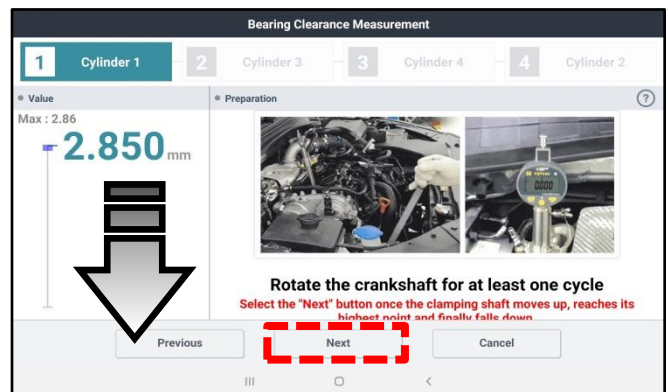 Bearing Clearance Measurement
1 Cylinder 1 2 Cylinder 3 3 Cylinder 4 4 Cylinder 2
Value
Preparation
?
Max : 2.86
2.850 mm
0.000
Rotate the crankshaft for at least one cycle
Select the "Next" button once the clamping shaft moves up, reaches its
highest point and finally falls down
Previous Next Cancel